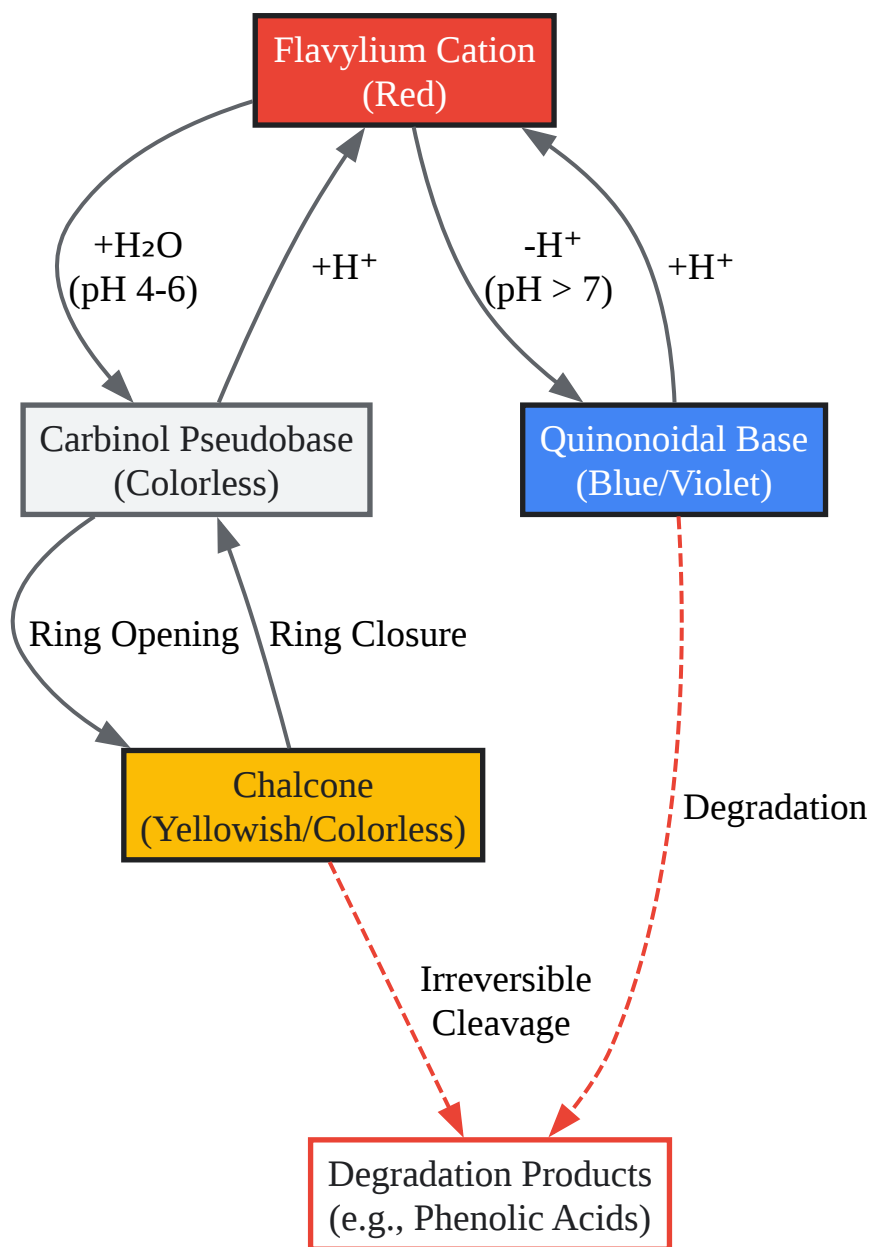 Flavylium Cation
(Red)
+H₂O
(pH 4-6)
+H⁺
-H⁺
(pH > 7)
+H⁺
Carbinol Pseudobase
(Colorless)
Quinonoidal Base
(Blue/Violet)
Ring Opening
Ring Closure
Chalcone
(Yellowish/Colorless)
Degradation
Irreversible
Cleavage
Degradation Products
(e.g., Phenolic Acids)